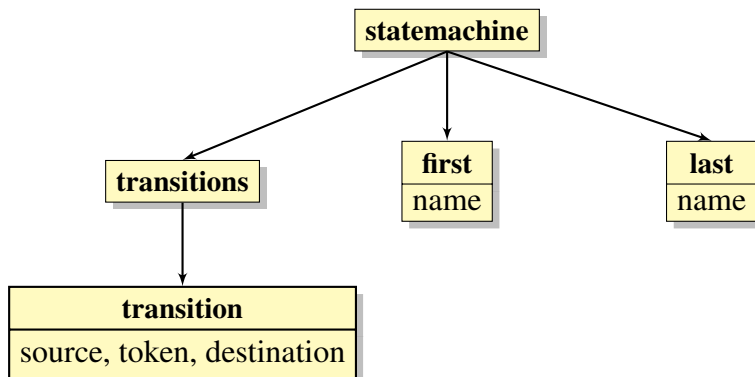 statemachine
transitions
first
name
last
name
transition
source, token, destination